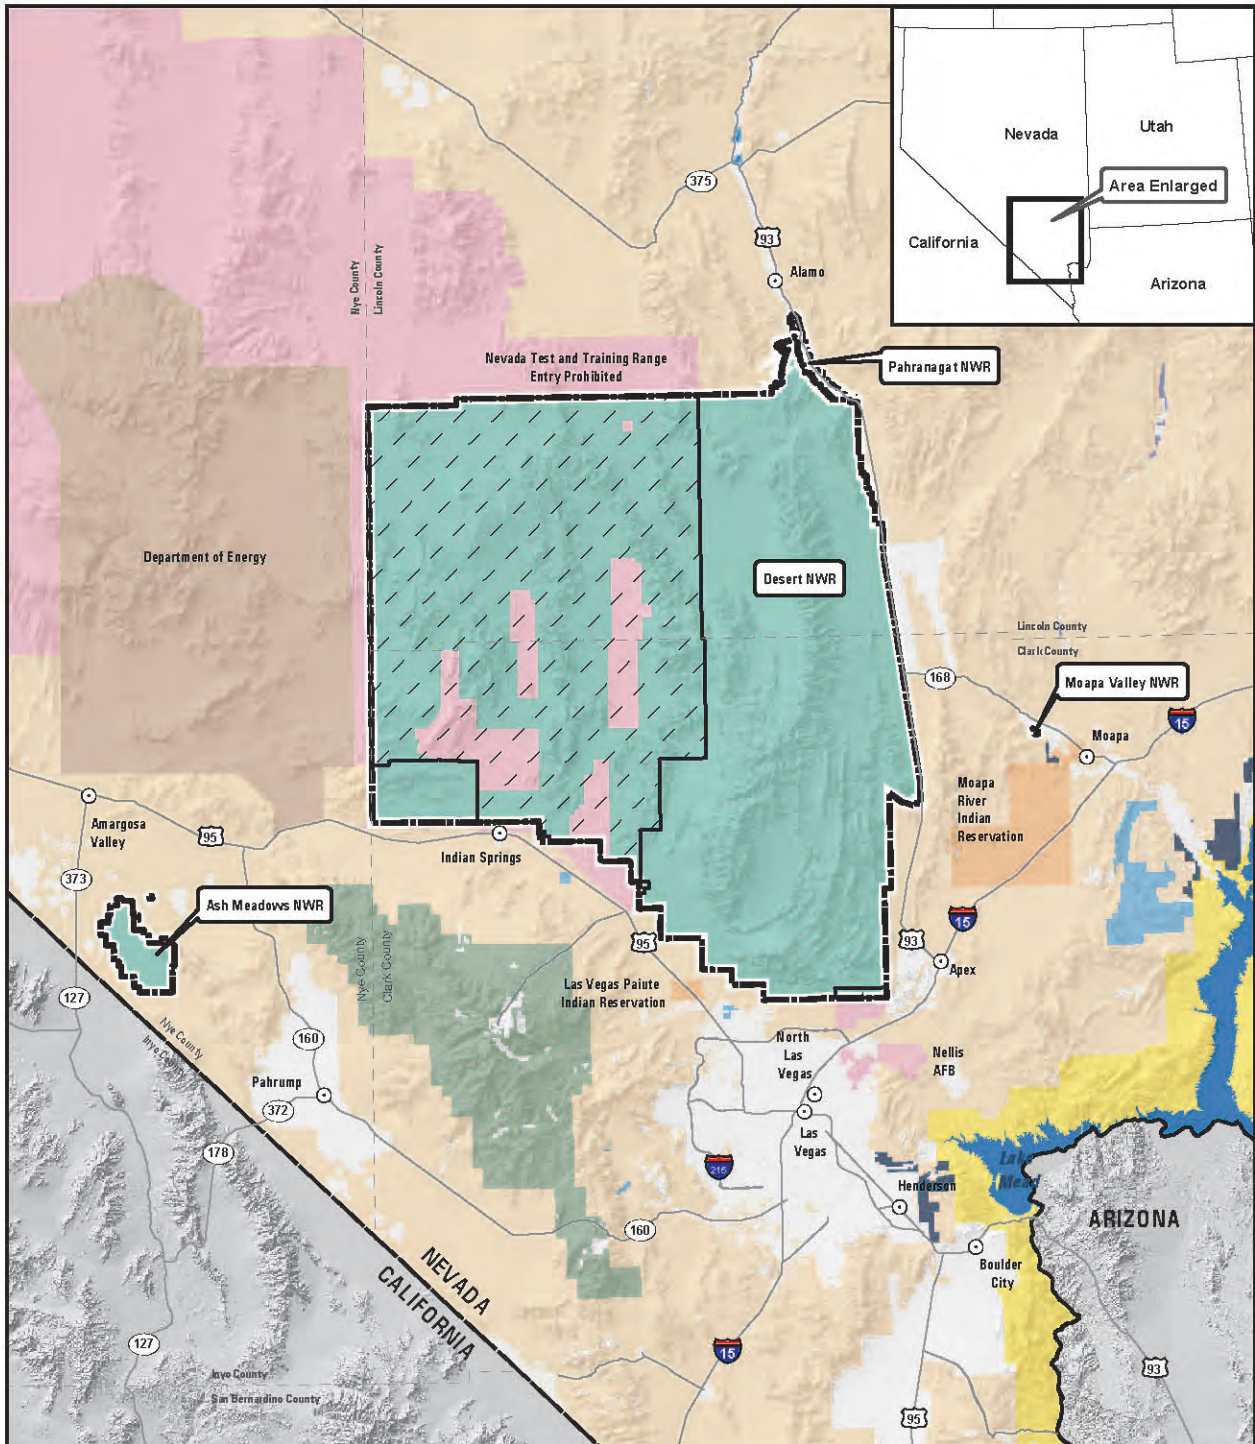 Nevada
Utah
Area Enlarged
California
Arizona
375
93
Alamo
Nye County
Lincoln County
Nevada Test and Training Range
Entry Prohibited
Pahranagat NWR
Department of Energy
Desert NWR
Lincoln County
Clark County
168
Moapa Valley NWR
15
Moapa
Moapa
River
Indian
Reservation
Amargosa
Valley
95
Indian Springs
373
Ash Meadows NWR
15
93
95
Apex
Nye County
Clark County
Las Vegas Paiute
Indian Reservation
127
Nye County
Inyo County
160
North
Las
Vegas
Nellis
AFB
Pahrump
372
178
Las
Vegas
215
Lake
Mead
Henderson
160
ARIZONA
Boulder
City
NEVADA
CALIFORNIA
127
15
93
Inyo County
San Bernardino County
95